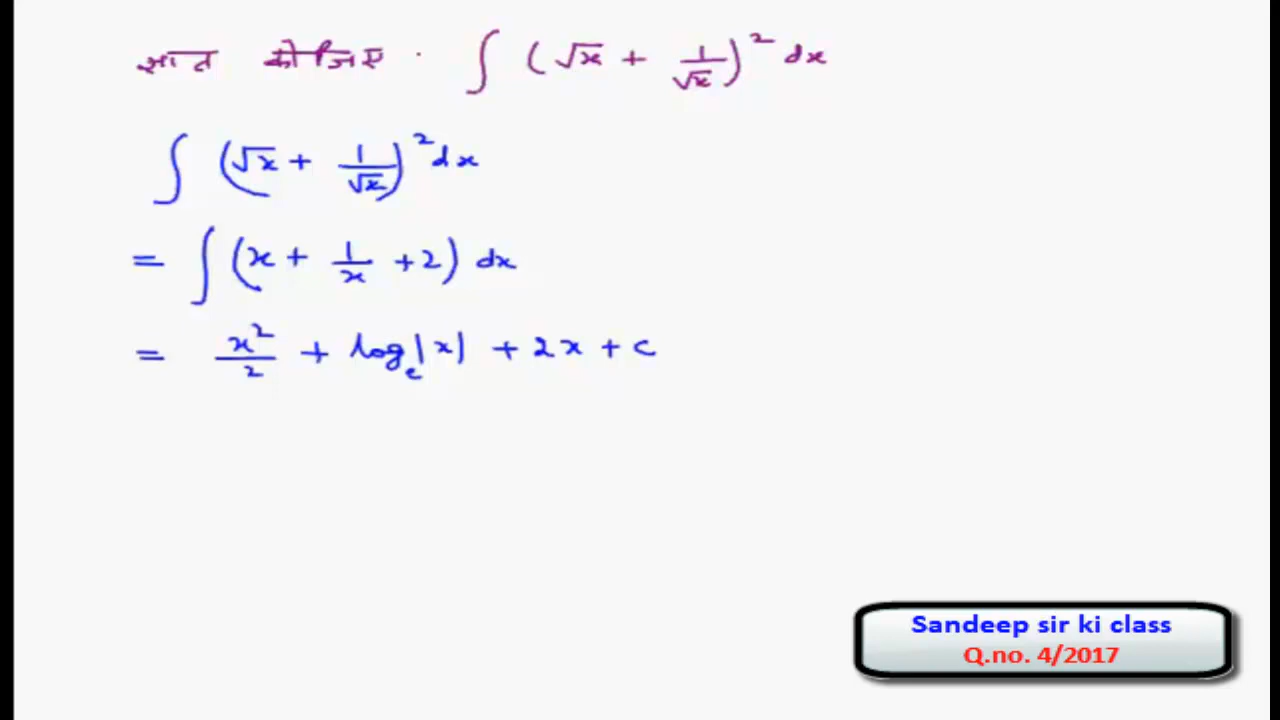 ज्ञात कीजिए . ∫ (√x + 1/√x)² dx
∫ (√x + 1/√x)² dx
= ∫ (x + 1/x + 2) dx
= x²/2 + logₑ|x| + 2x + c
Sandeep sir ki class
Q.no. 4/2017